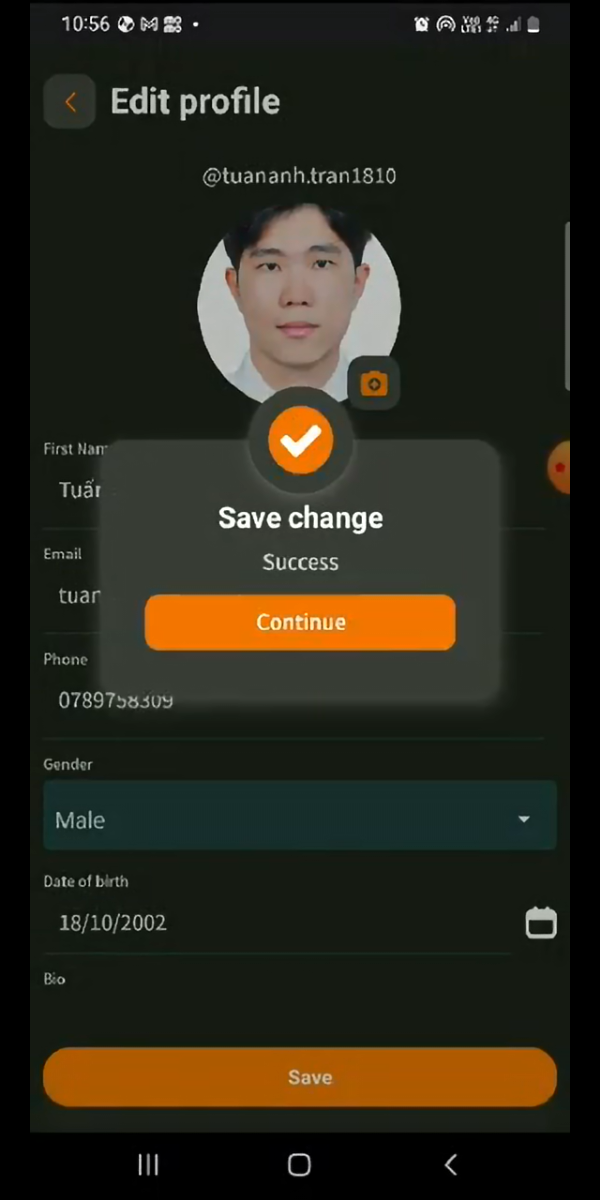 10:56
Edit profile
@tuananh.tran1810
First Nam
Tuấn
Save change
Success
Email
tuan
Continue
Phone
0789758309
Gender
Male
Date of birth
18/10/2002
Bio
Save